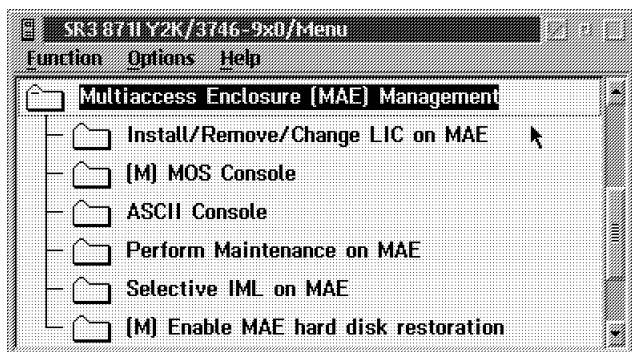 SR3 871I Y2K/3746-9x0/Menu
Function Options Help
Multiaccess Enclosure (MAE) Management
Install/Remove/Change LIC on MAE
(M) MOS Console
ASCII Console
Perform Maintenance on MAE
Selective IML on MAE
(M) Enable MAE hard disk restoration